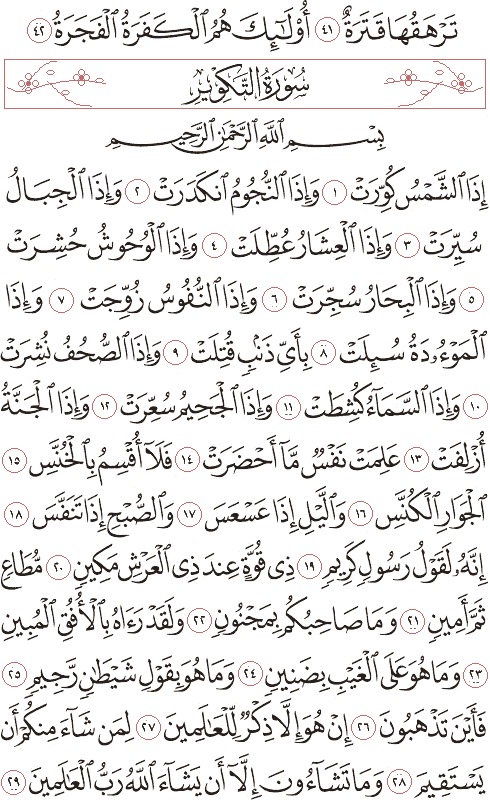 تَرْهَقُهَا قَتَرَةٌ ٤١ أُوْلَٰٓئِكَ هُمُ ٱلْكَفَرَةُ ٱلْفَجَرَةُ ٤٢
سُورَةُ التَّكْوِيرِ
بِسْمِ ٱللَّهِ ٱلرَّحْمَٰنِ ٱلرَّحِيمِ
إِذَا ٱلشَّمْسُ كُوِّرَتْ ١ وَإِذَا ٱلنُّجُومُ ٱنكَدَرَتْ ٢ وَإِذَا ٱلْجِبَالُ
سُيِّرَتْ ٣ وَإِذَا ٱلْعِشَارُ عُطِّلَتْ ٤ وَإِذَا ٱلْوُحُوشُ حُشِرَتْ
٥ وَإِذَا ٱلْبِحَارُ سُجِّرَتْ ٦ وَإِذَا ٱلنُّفُوسُ زُوِّجَتْ ٧ وَإِذَا
ٱلْمَوْءُۥدَةُ سُئِلَتْ ٨ بِأَيِّ ذَنۢبٍ قُتِلَتْ ٩ وَإِذَا ٱلصُّحُفُ نُشِرَتْ
١٠ وَإِذَا ٱلسَّمَآءُ كُشِطَتْ ١١ وَإِذَا ٱلْجَحِيمُ سُعِّرَتْ ١٢ وَإِذَا ٱلْجَنَّةُ
أُزْلِفَتْ ١٣ عَلِمَتْ نَفْسٌ مَّآ أَحْضَرَتْ ١٤ فَلَآ أُقْسِمُ بِٱلْخُنَّسِ ١٥
ٱلْجَوَارِ ٱلْكُنَّسِ ١٦ وَٱلَّيْلِ إِذَا عَسْعَسَ ١٧ وَٱلصُّبْحِ إِذَا تَنَفَّسَ ١٨
إِنَّهُۥ لَقَوْلُ رَسُولٍ كَرِيمٍ ١٩ ذِي قُوَّةٍ عِندَ ذِي ٱلْعَرْشِ مَكِينٍ ٢٠ مُّطَاعٍ
ثَمَّ أَمِينٍ ٢١ وَمَا صَاحِبُكُم بِمَجْنُونٍ ٢٢ وَلَقَدْ رَءَاهُ بِٱلْأُفُقِ ٱلْمُبِينِ
٢٣ وَمَا هُوَ عَلَى ٱلْغَيْبِ بِضَنِينٍ ٢٤ وَمَا هُوَ بِقَوْلِ شَيْطَٰنٍ رَّجِيمٍ ٢٥
فَأَيْنَ تَذْهَبُونَ ٢٦ إِنْ هُوَ إِلَّا ذِكْرٌ لِّلْعَٰلَمِينَ ٢٧ لِمَن شَآءَ مِنكُمْ أَن
يَسْتَقِيمَ ٢٨ وَمَا تَشَآءُونَ إِلَّآ أَن يَشَآءَ ٱللَّهُ رَبُّ ٱلْعَٰلَمِينَ ٢٩